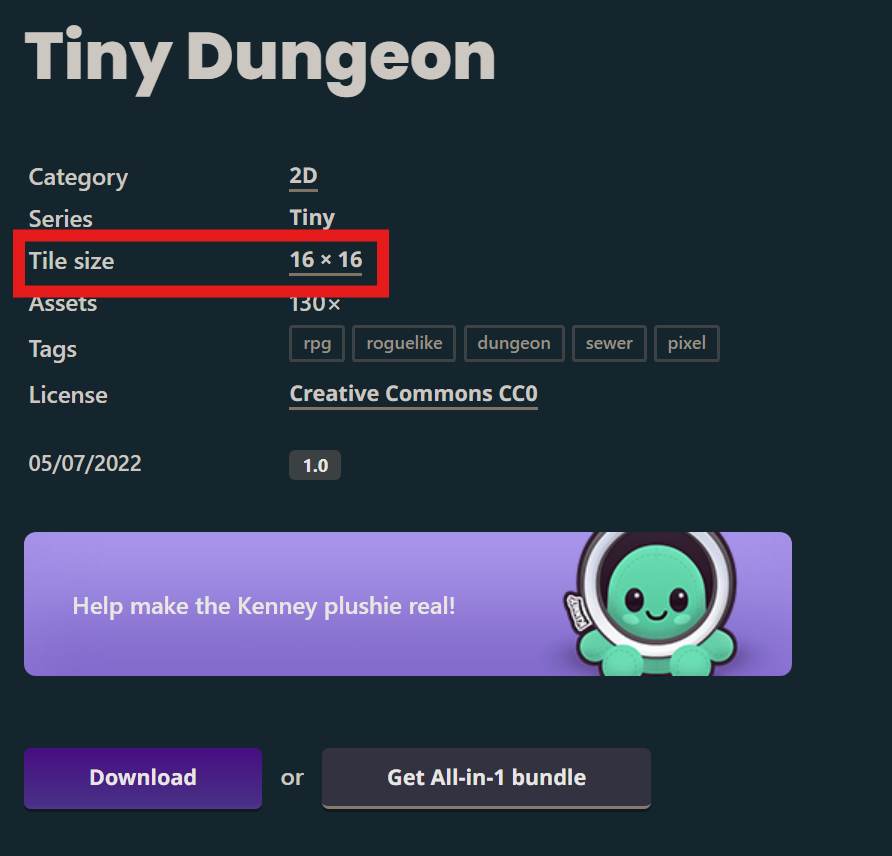 Tiny Dungeon
Category 2D
Series Tiny
Tile size 16 × 16
Assets 130×
Tags rpg roguelike dungeon sewer pixel
License Creative Commons CC0
05/07/2022 1.0
Help make the Kenney plushie real!
Download or Get All-in-1 bundle